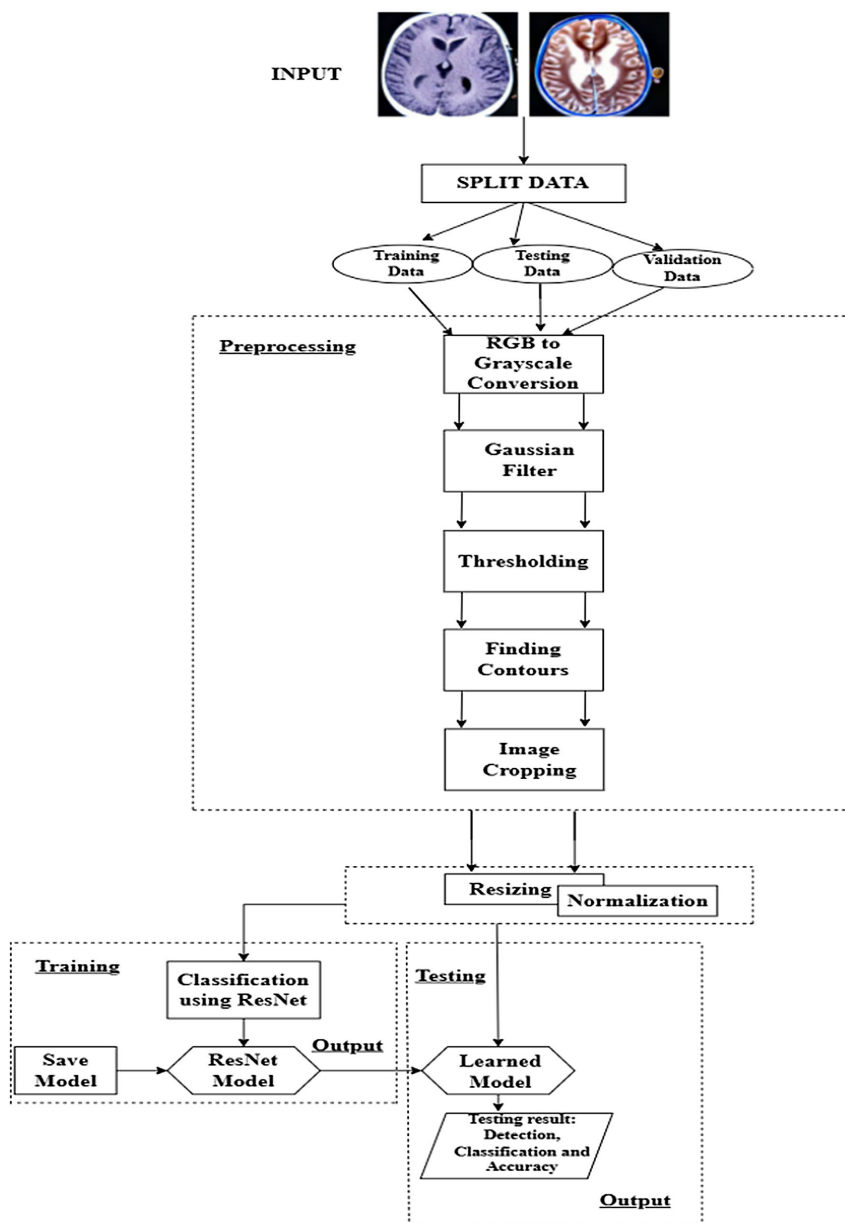 INPUT
SPLIT DATA
Training
Data
Testing
Data
Validation
Data
Preprocessing
RGB to
Grayscale
Conversion
Gaussian
Filter
Thresholding
Finding
Contours
Image
Cropping
Resizing
Normalization
Training
Classification
using ResNet
Save
Model
ResNet
Model
Output
Testing
Learned
Model
Testing result:
Detection,
Classification and
Accuracy
Output